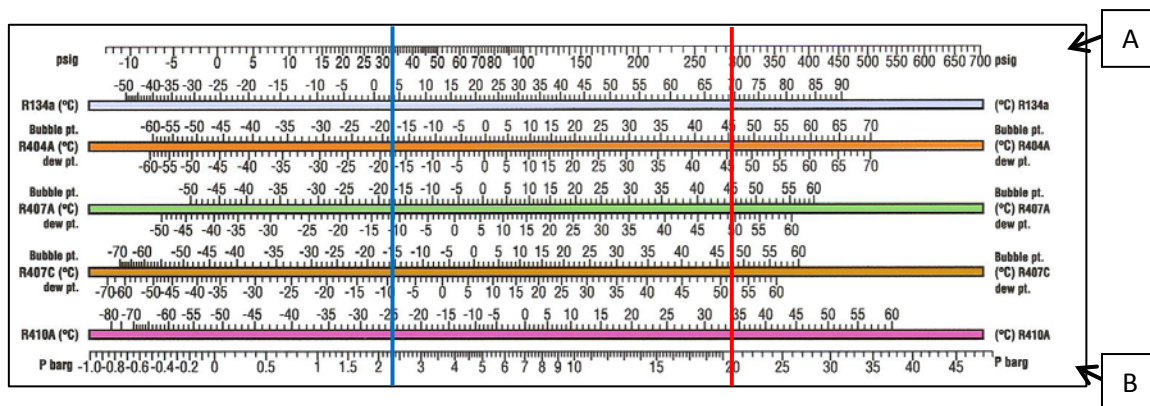 A
psig -10 -5 0 5 10 15 20 25 30 40 50 60 70 80 100 150 200 250 300 350 400 450 500 550 600 650 700 psig
-50 -40 -35 -30 -25 -20 -15 -10 -5 0 5 10 15 20 25 30 35 40 45 50 55 60 65 70 75 80 85 90
R134a (°C) (°C) R134a
Bubble pt. -60 -55 -50 -45 -40 -35 -30 -25 -20 -15 -10 -5 0 5 10 15 20 25 30 35 40 45 50 55 60 65 70 Bubble pt.
R404A (°C) (°C) R404A
dew pt. -60 -55 -50 -45 -40 -35 -30 -25 -20 -15 -10 -5 0 5 10 15 20 25 30 35 40 45 50 55 60 65 70 dew pt.
Bubble pt. -50 -45 -40 -35 -30 -25 -20 -15 -10 -5 0 5 10 15 20 25 30 35 40 45 50 55 60 Bubble pt.
R407A (°C) (°C) R407A
dew pt. -50 -45 -40 -35 -30 -25 -20 -15 -10 -5 0 5 10 15 20 25 30 35 40 45 50 55 60 dew pt.
Bubble pt. -70 -60 -50 -45 -40 -35 -30 -25 -20 -15 -10 -5 0 5 10 15 20 25 30 35 40 45 50 55 60 Bubble pt.
R407C (°C) (°C) R407C
dew pt. -70 -60 -50 -45 -40 -35 -30 -25 -20 -15 -10 -5 0 5 10 15 20 25 30 35 40 45 50 55 60 dew pt.
-80 -70 -60 -55 -50 -45 -40 -35 -30 -25 -20 -15 -10 -5 0 5 10 15 20 25 30 35 40 45 50 55 60
R410A (°C) (°C) R410A
P barg -1.0 -0.8 -0.6 -0.4 -0.2 0 0.5 1 1.5 2 3 4 5 6 7 8 9 10 15 20 25 30 35 40 45 P barg
B